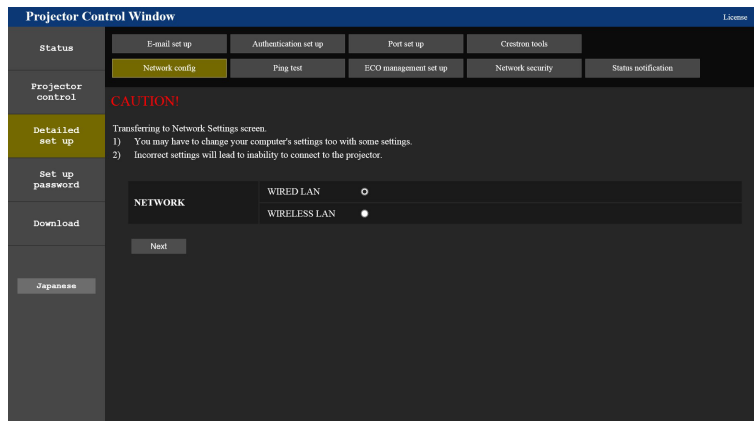 Projector Control Window
License
Status
Projector
control
Detailed
set up
Set up
password
Download
Japanese
E-mail set up
Authentication set up
Port set up
Crestron tools
Network config
Ping test
ECO management set up
Network security
Status notification
CAUTION!
Transferring to Network Settings screen.
1) You may have to change your computer's settings too with some settings.
2) Incorrect settings will lead to inability to connect to the projector.
NETWORK
WIRED LAN
WIRELESS LAN
Next